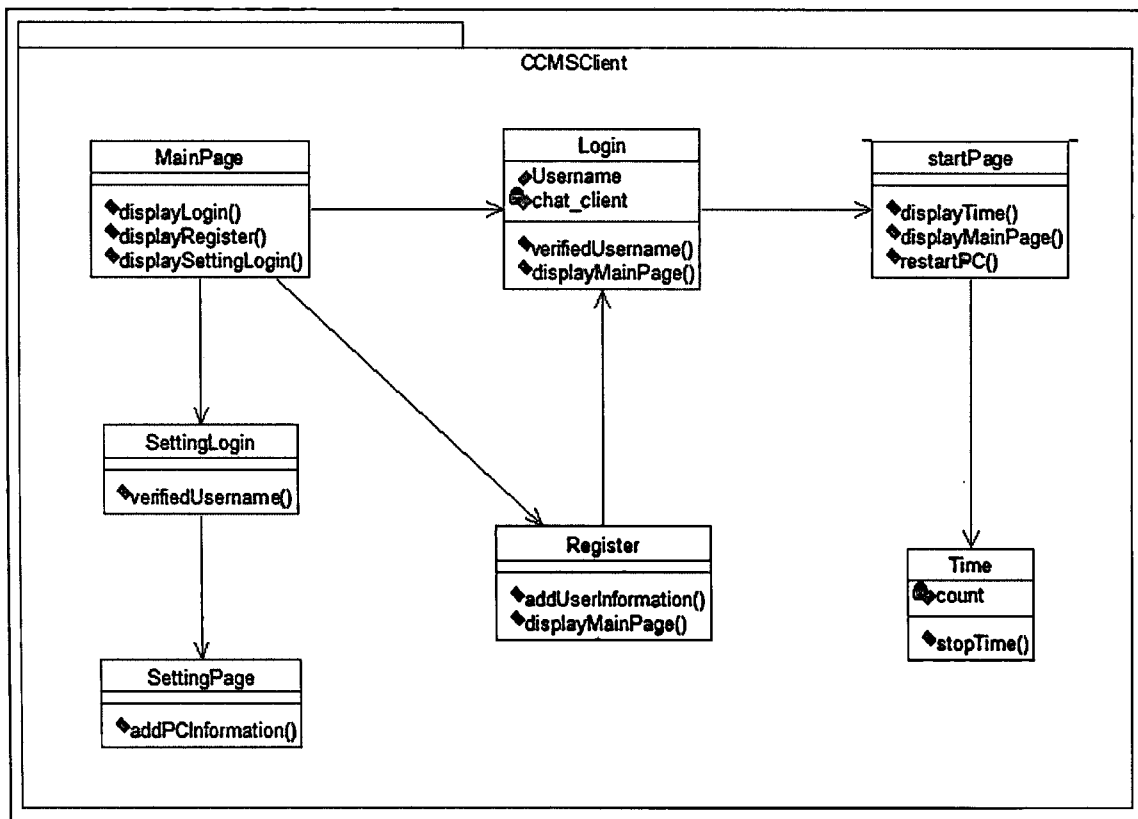 CCMSClient
MainPage
displayLogin()
displayRegister()
displaySettingLogin()
Login
Username
chat_client
verifiedUsername()
displayMainPage()
startPage
displayTime()
displayMainPage()
restartPC()
SettingLogin
verifiedUsername()
Register
addUserInformation()
displayMainPage()
Time
count
stopTime()
SettingPage
addPCInformation()